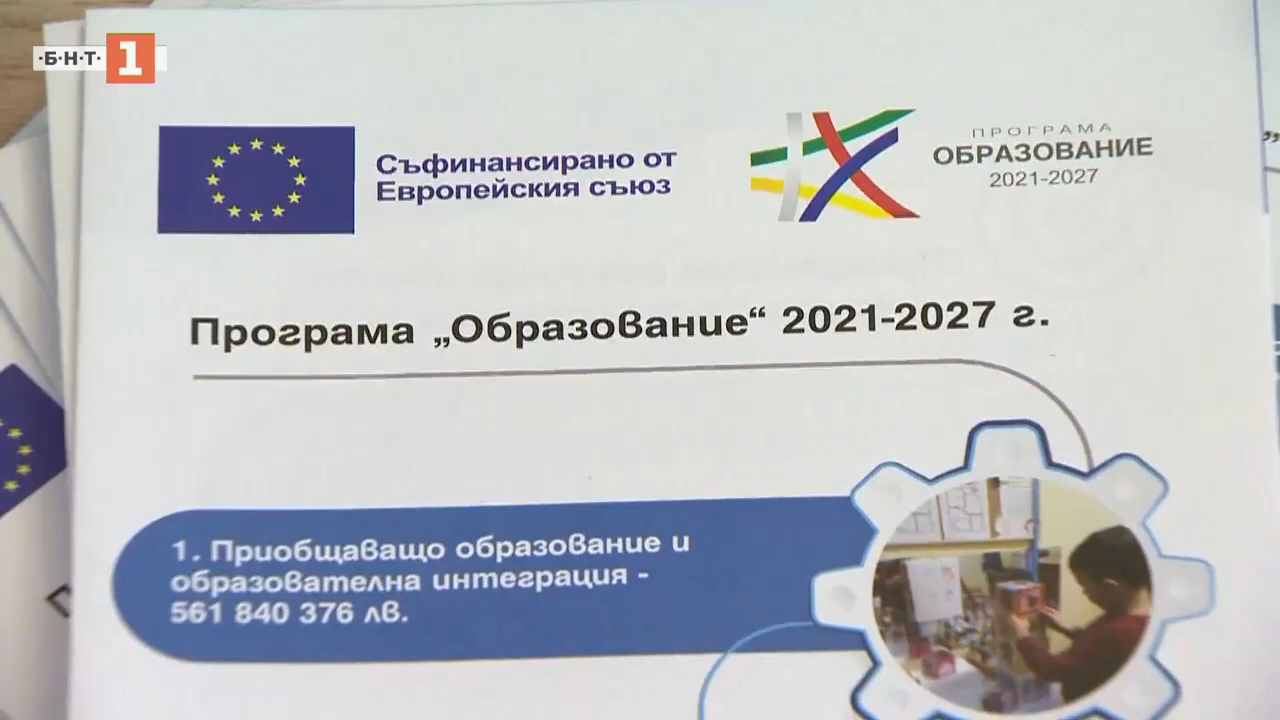 ·Б·Н·Т· 1
Съфинансирано от
Европейския съюз
ПРОГРАМА
ОБРАЗОВАНИЕ
2021-2027
Програма „Образование“ 2021-2027 г.
1. Приобщаващо образование и
образователна интеграция -
561 840 376 лв.